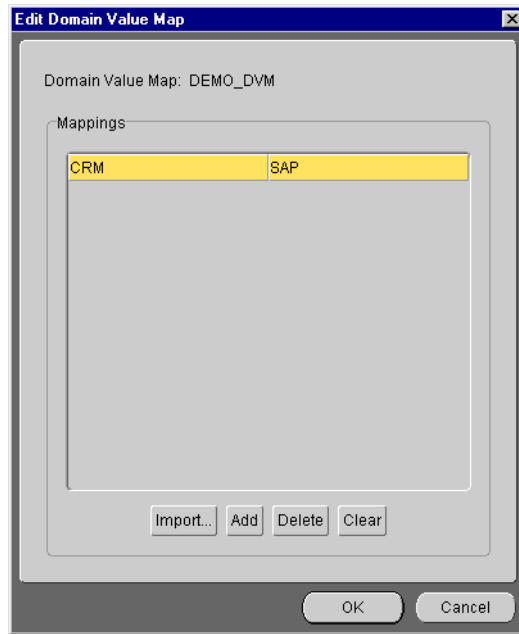 Edit Domain Value Map
Domain Value Map: DEMO_DVM
Mappings
CRM SAP
Import... Add Delete Clear
OK Cancel